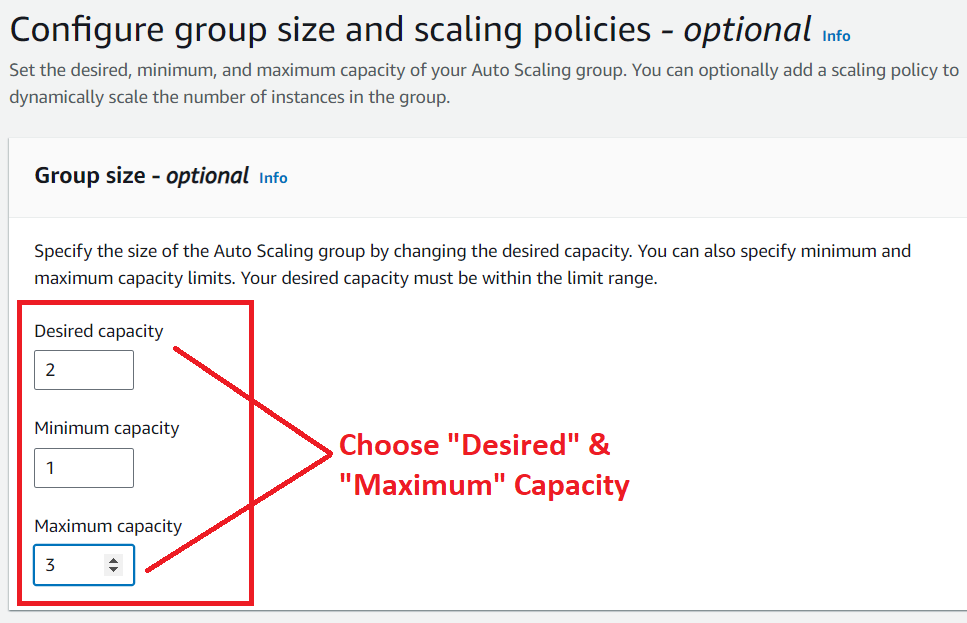 Configure group size and scaling policies - optional Info
Set the desired, minimum, and maximum capacity of your Auto Scaling group. You can optionally add a scaling policy to
dynamically scale the number of instances in the group.
Group size - optional Info
Specify the size of the Auto Scaling group by changing the desired capacity. You can also specify minimum and
maximum capacity limits. Your desired capacity must be within the limit range.
Desired capacity
2
Minimum capacity
1
Maximum capacity
3
Choose "Desired" &
"Maximum" Capacity